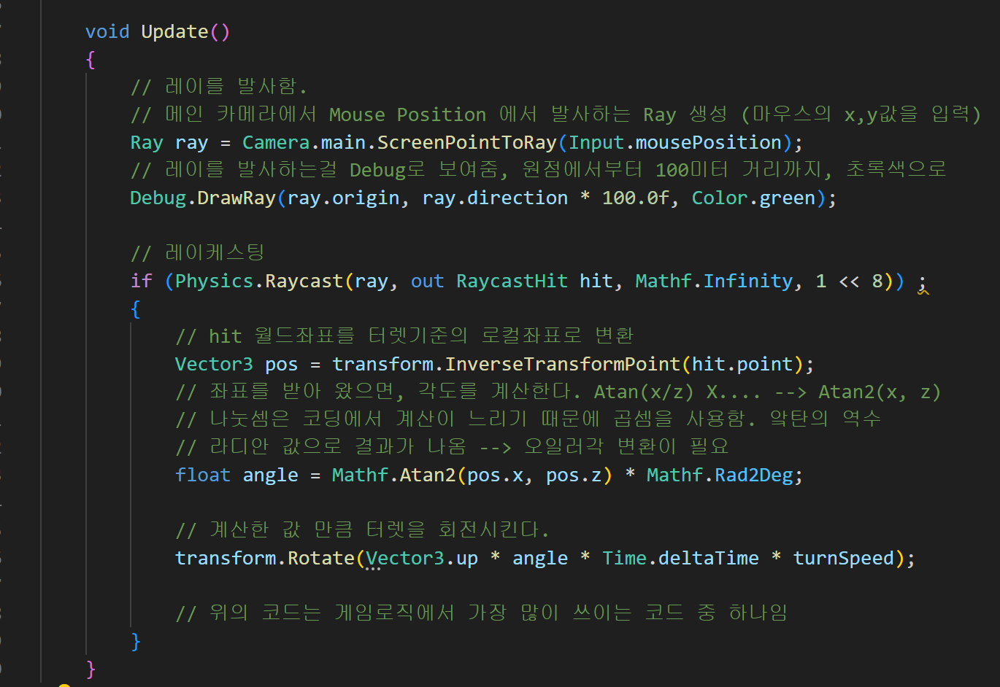 void Update()
{
// 레이를 발사함.
// 메인 카메라에서 Mouse Position 에서 발사하는 Ray 생성 (마우스의 x,y값을 입력)
Ray ray = Camera.main.ScreenPointToRay(Input.mousePosition);
// 레이를 발사하는걸 Debug로 보여줌, 원점에서부터 100미터 거리까지, 초록색으로
Debug.DrawRay(ray.origin, ray.direction * 100.0f, Color.green);
// 레이케스팅
if (Physics.Raycast(ray, out RaycastHit hit, Mathf.Infinity, 1 << 8)) ;
{
// hit 월드좌표를 터렛기준의 로컬좌표로 변환
Vector3 pos = transform.InverseTransformPoint(hit.point);
// 좌표를 받아 왔으면, 각도를 계산한다. Atan(x/z) X.... --> Atan2(x, z)
// 나눗셈은 코딩에서 계산이 느리기 때문에 곱셈을 사용함. 앜탄의 역수
// 라디안 값으로 결과가 나옴 --> 오일러각 변환이 필요
float angle = Mathf.Atan2(pos.x, pos.z) * Mathf.Rad2Deg;
// 계산한 값 만큼 터렛을 회전시킨다.
transform.Rotate(Vector3.up * angle * Time.deltaTime * turnSpeed);
// 위의 코드는 게임로직에서 가장 많이 쓰이는 코드 중 하나임
}
}